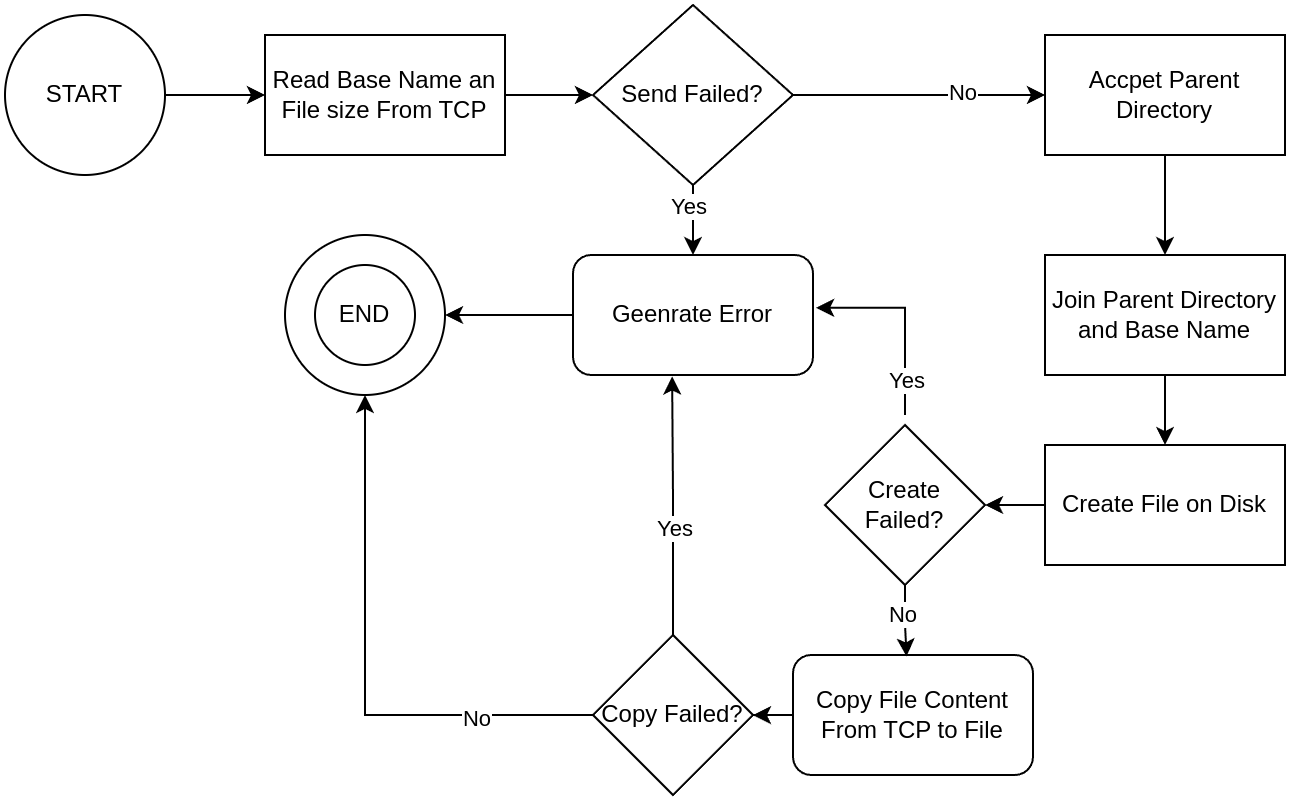 START
Read Base Name an
File size From TCP
Send Failed?
No
Accpet Parent
Directory
Yes
END
Geenrate Error
Join Parent Directory
and Base Name
Yes
Create
Failed?
Create File on Disk
Yes
No
Copy File Content
From TCP to File
Copy Failed?
No